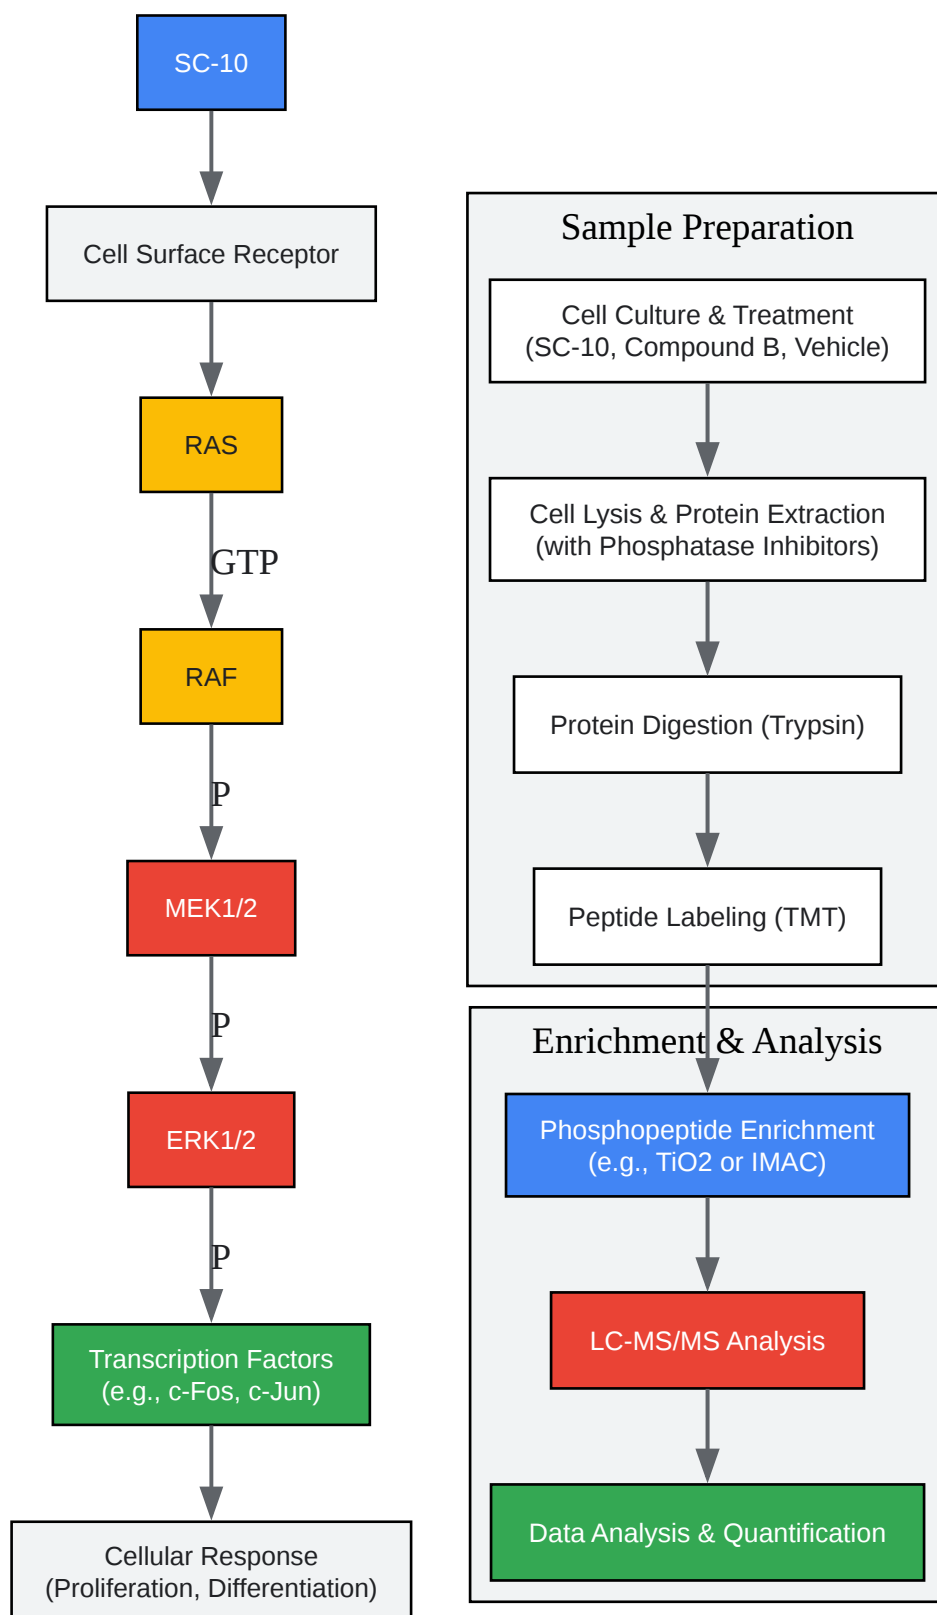 SC-10
Cell Surface Receptor
RAS
GTP
RAF
P
MEK1/2
P
ERK1/2
P
Transcription Factors
(e.g., c-Fos, c-Jun)
Cellular Response
(Proliferation, Differentiation)
Sample Preparation
Cell Culture & Treatment
(SC-10, Compound B, Vehicle)
Cell Lysis & Protein Extraction
(with Phosphatase Inhibitors)
Protein Digestion (Trypsin)
Peptide Labeling (TMT)
Enrichment & Analysis
Phosphopeptide Enrichment
(e.g., TiO2 or IMAC)
LC-MS/MS Analysis
Data Analysis & Quantification